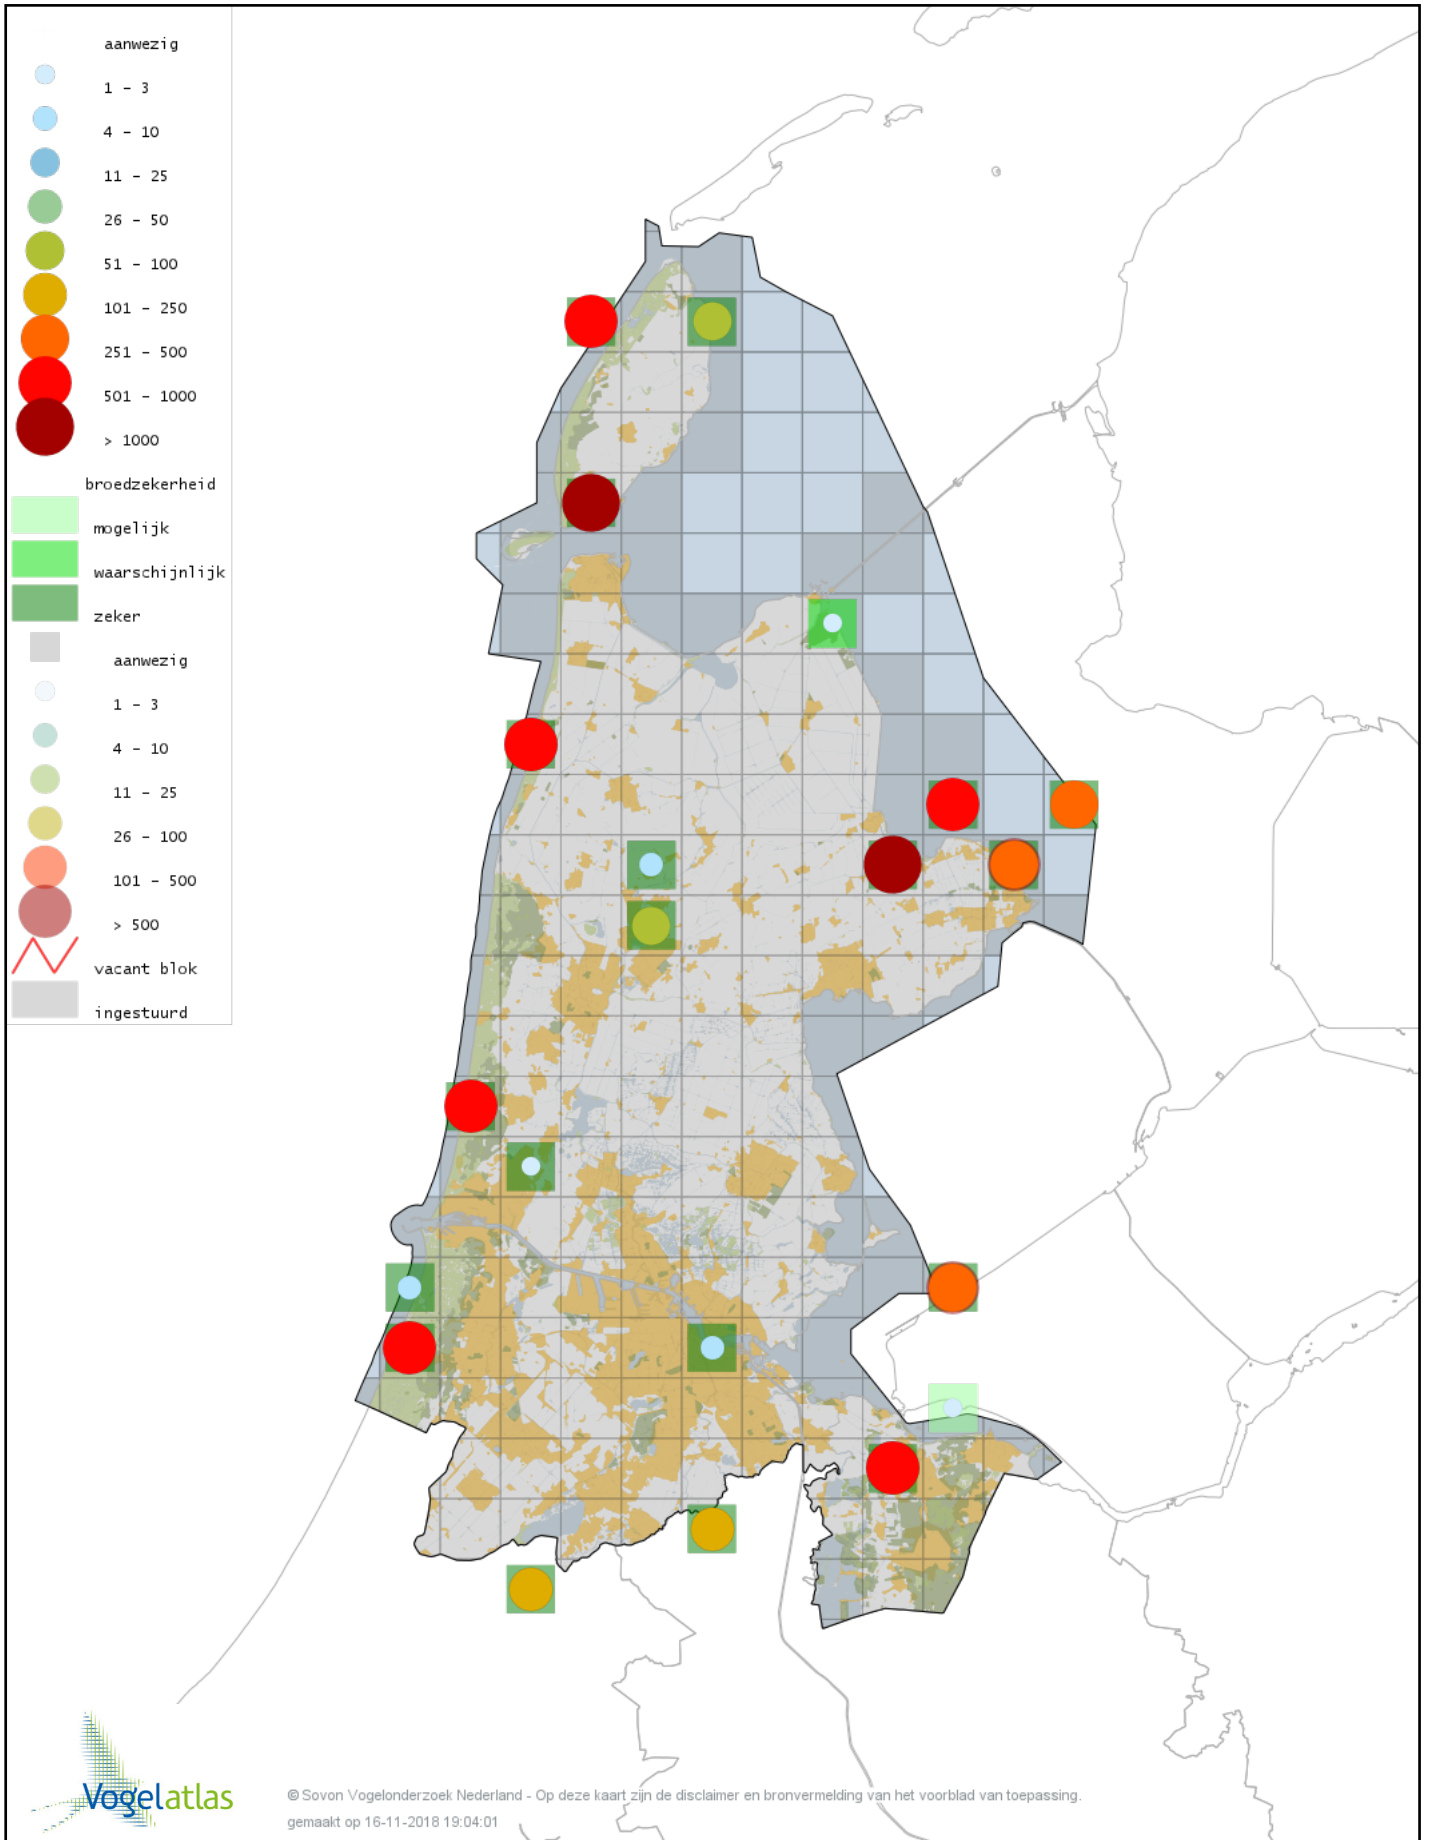 aanwezig
1 - 3
4 - 10
11 - 25
26 - 50
51 - 100
101 - 250
251 - 500
501 - 1000
> 1000
broedzekerheid
mogelijk
waarschijnlijk
zeker
aanwezig
1 - 3
4 - 10
11 - 25
26 - 100
101 - 500
> 500
vacant blok
ingestuurd
Vogelatlas
© Sovon Vogelonderzoek Nederland - Op deze kaart zijn de disclaimer en bronvermelding van het voorblad van toepassing.
gemaakt op 16-11-2018 19:04:01